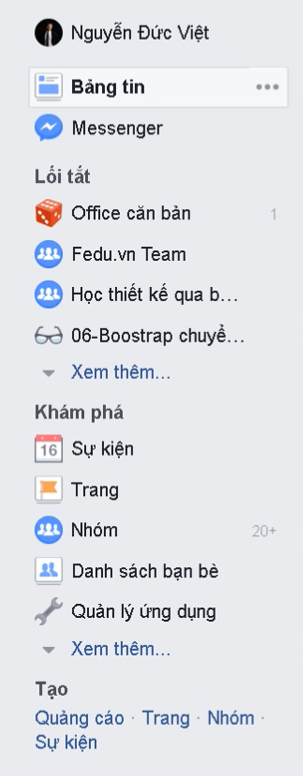 Nguyễn Đức Việt
Bảng tin
Messenger
Lối tắt
Office căn bản 1
Fedu.vn Team
Học thiết kế qua b...
06-Boostrap chuyể...
Xem thêm...
Khám phá
16 Sự kiện
Trang
Nhóm 20+
Danh sách bạn bè
Quản lý ứng dụng
Xem thêm...
Tạo
Quảng cáo · Trang · Nhóm ·
Sự kiện